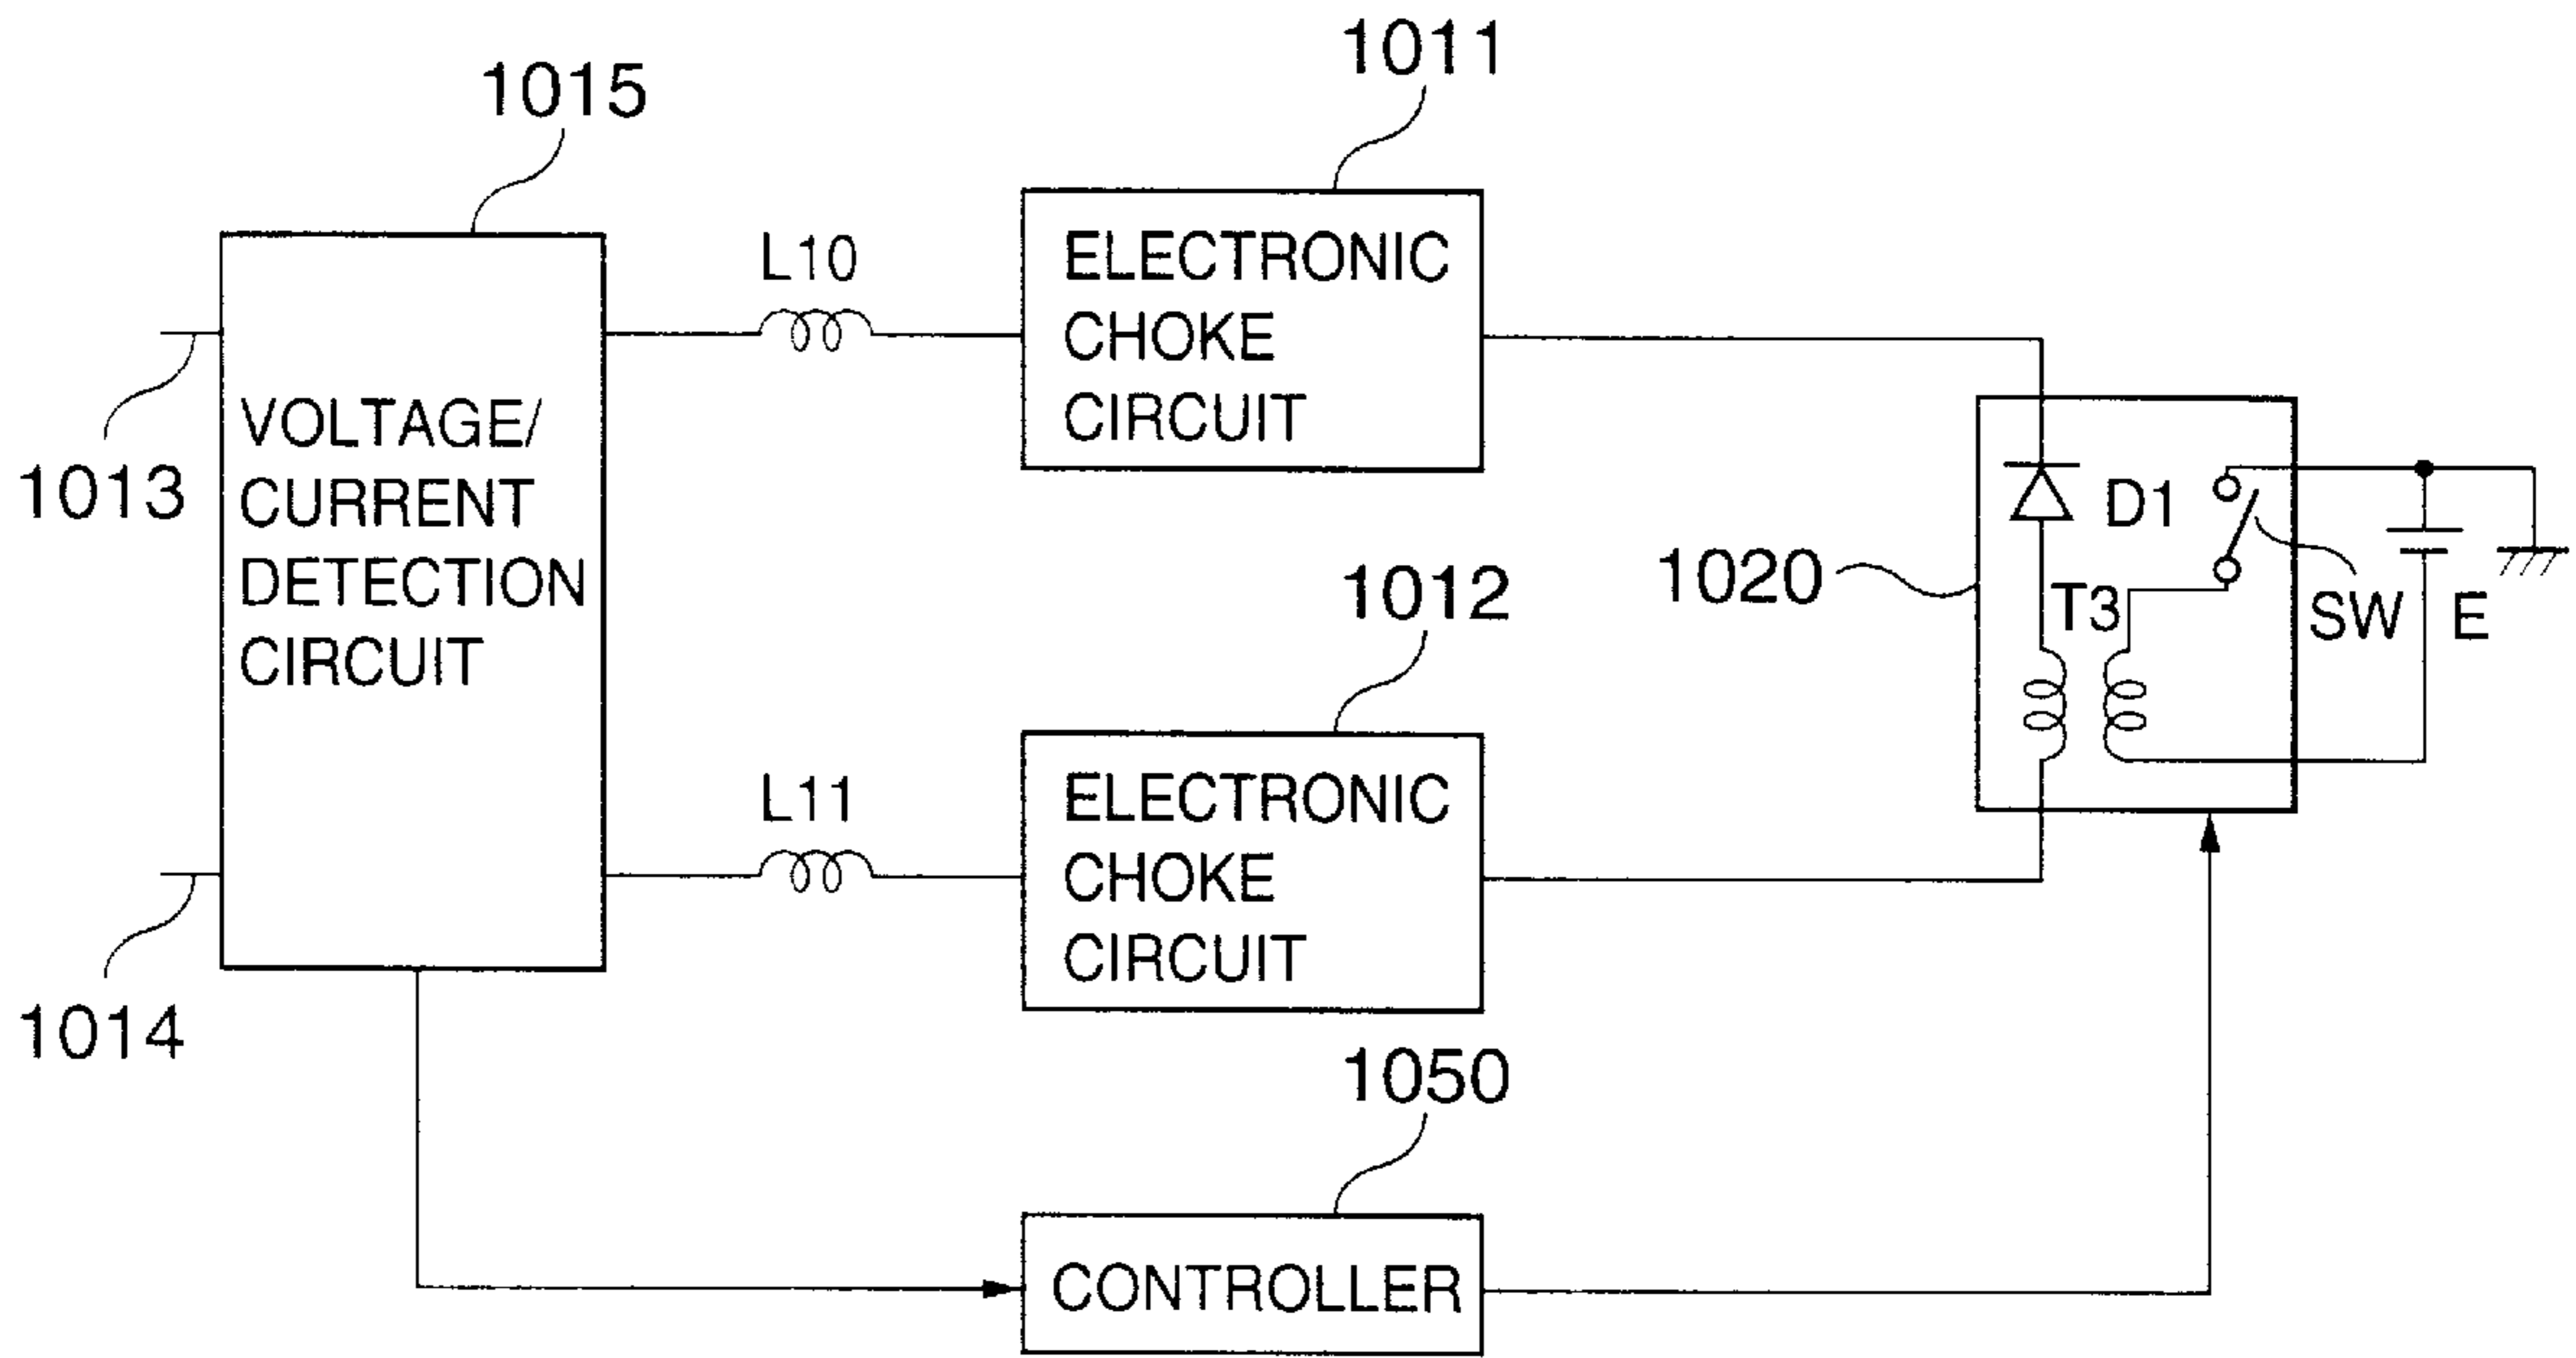 1011
1015
L10
ELECTRONIC
CHOKE
CIRCUIT
VOLTAGE/
CURRENT
DETECTION
CIRCUIT
1013
D1
1020
T3
SW
E
1012
L11
ELECTRONIC
CHOKE
CIRCUIT
1014
1050
CONTROLLER